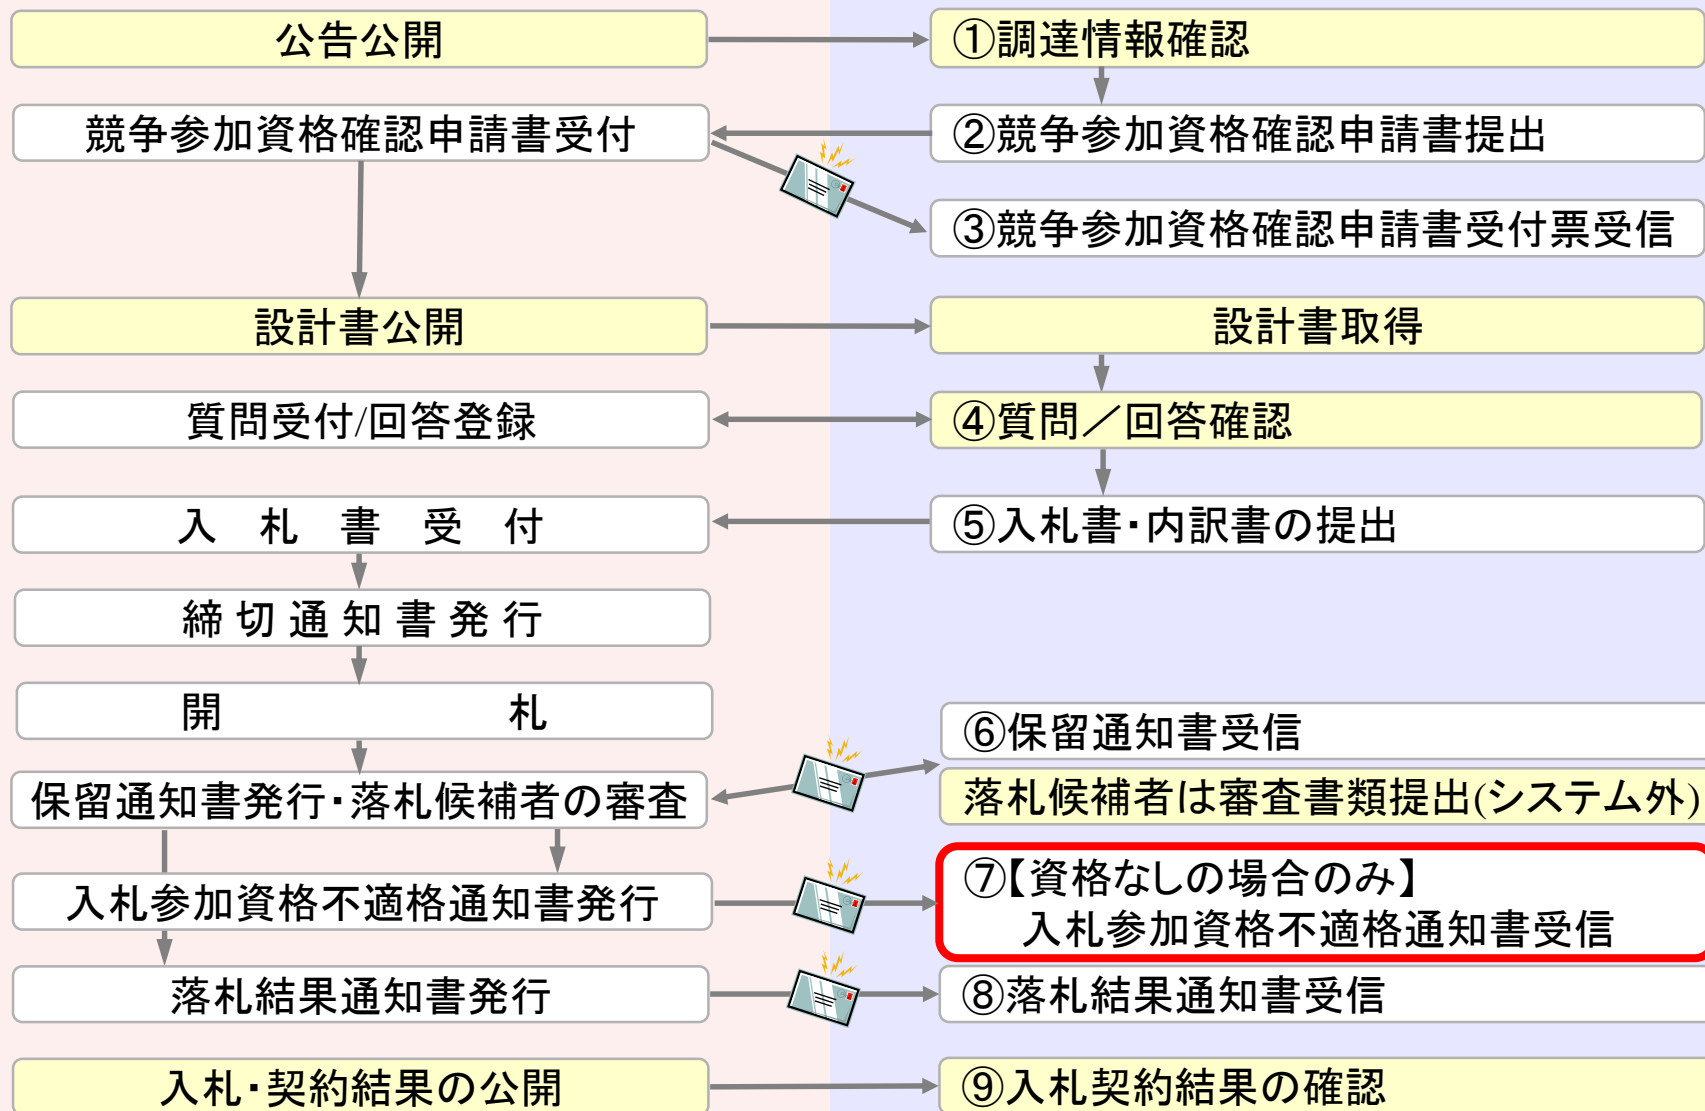 公告公開
①調達情報確認
競争参加資格確認申請書受付
②競争参加資格確認申請書提出
③競争参加資格確認申請書受付票受信
設計書公開
設計書取得
質問受付/回答登録
④質問／回答確認
入　札　書　受　付
⑤入札書・内訳書の提出
締 切 通 知 書 発 行
開　　　　　　　札
⑥保留通知書受信
保留通知書発行・落札候補者の審査
落札候補者は審査書類提出(システム外)
入札参加資格不適格通知書発行
⑦【資格なしの場合のみ】
入札参加資格不適格通知書受信
落札結果通知書発行
⑧落札結果通知書受信
入札・契約結果の公開
⑨入札契約結果の確認